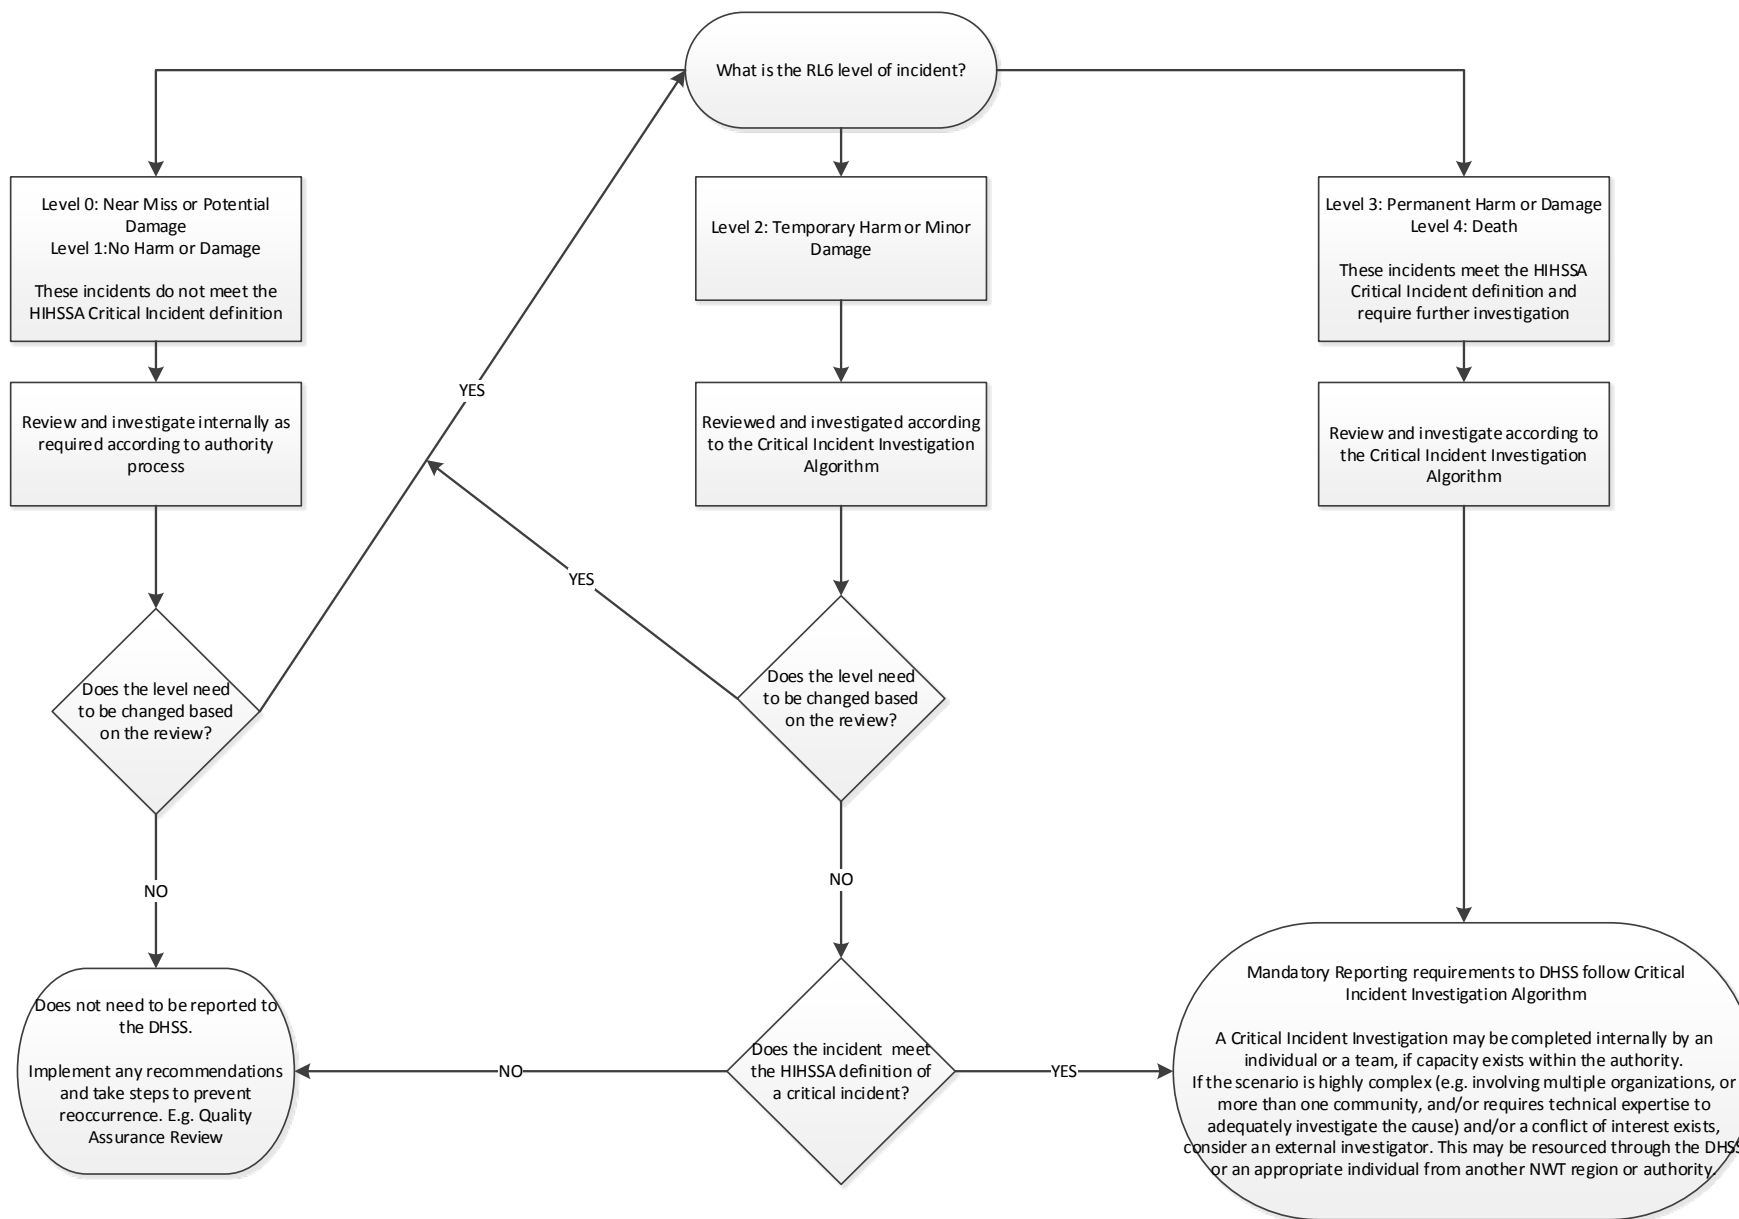 What is the RL6 level of incident?
Level 0: Near Miss or Potential
Damage
Level 1:No Harm or Damage
These incidents do not meet the
HIHSSA Critical Incident definition
Level 2: Temporary Harm or Minor
Damage
Level 3: Permanent Harm or Damage
Level 4: Death
These incidents meet the HIHSSA
Critical Incident definition and
require further investigation
YES
Review and investigate internally as
required according to authority
process
Reviewed and investigated according
to the Critical Incident Investigation
Algorithm
Review and investigate according to
the Critical Incident Investigation
Algorithm
YES
Does the level need
to be changed based
on the review?
Does the level need
to be changed based
on the review?
NO
NO
Does not need to be reported to
the DHSS.
Implement any recommendations
and take steps to prevent
reoccurrence. E.g. Quality
Assurance Review
NO
Does the incident meet
the HIHSSA definition of
a critical incident?
YES
Mandatory Reporting requirements to DHSS follow Critical
Incident Investigation Algorithm
A Critical Incident Investigation may be completed internally by an
individual or a team, if capacity exists within the authority.
If the scenario is highly complex (e.g. involving multiple organizations, or
more than one community, and/or requires technical expertise to
adequately investigate the cause) and/or a conflict of interest exists,
consider an external investigator. This may be resourced through the DHSS
or an appropriate individual from another NWT region or authority.